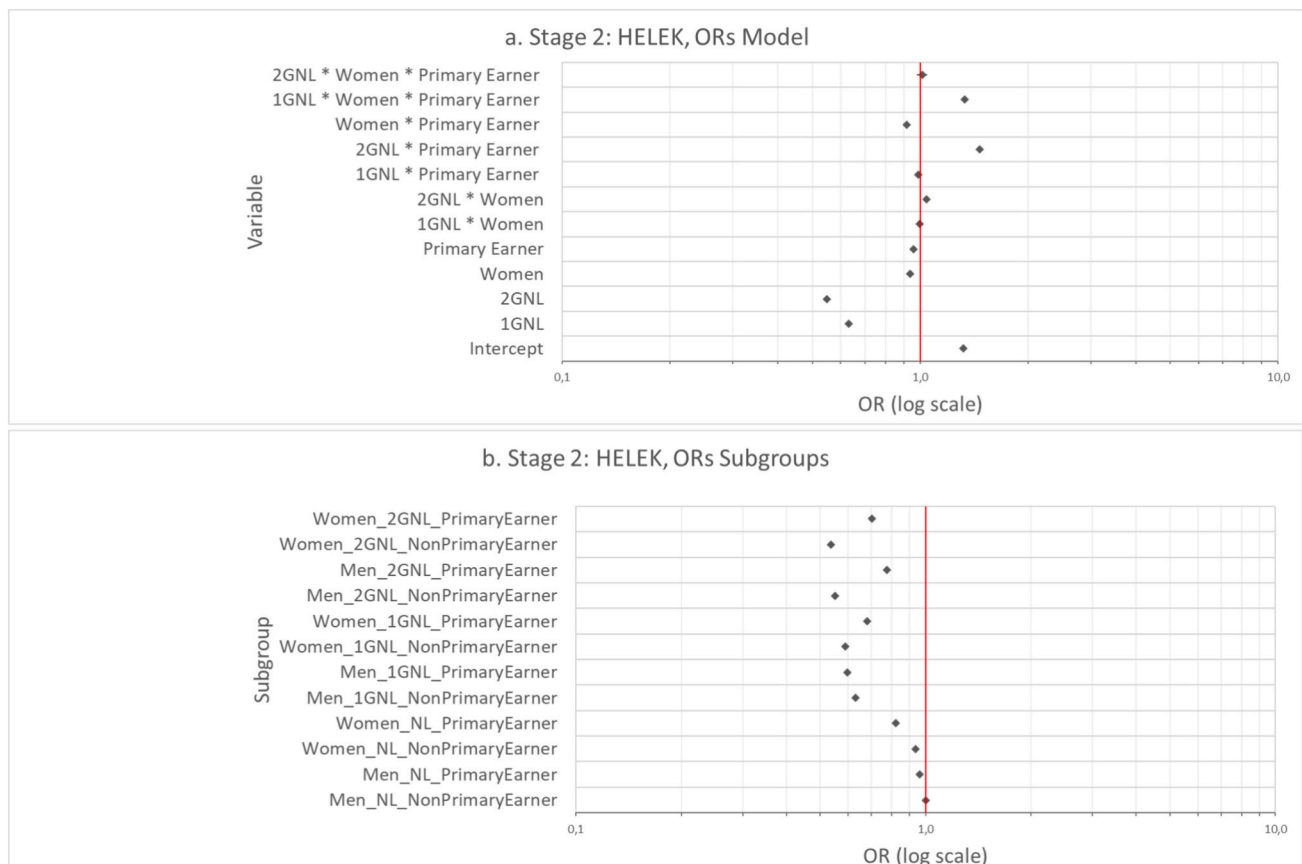 a. Stage 2: HELEK, ORs Model
Variable
2GNL * Women * Primary Earner
1GNL * Women * Primary Earner
Women * Primary Earner
2GNL * Primary Earner
1GNL * Primary Earner
2GNL * Women
1GNL * Women
Primary Earner
Women
2GNL
1GNL
Intercept
0,1 1,0 10,0
OR (log scale)
b. Stage 2: HELEK, ORs Subgroups
Subgroup
Women_2GNL_PrimaryEarner
Women_2GNL_NonPrimaryEarner
Men_2GNL_PrimaryEarner
Men_2GNL_NonPrimaryEarner
Women_1GNL_PrimaryEarner
Women_1GNL_NonPrimaryEarner
Men_1GNL_PrimaryEarner
Men_1GNL_NonPrimaryEarner
Women_NL_PrimaryEarner
Women_NL_NonPrimaryEarner
Men_NL_PrimaryEarner
Men_NL_NonPrimaryEarner
0,1 1,0 10,0
OR (log scale)